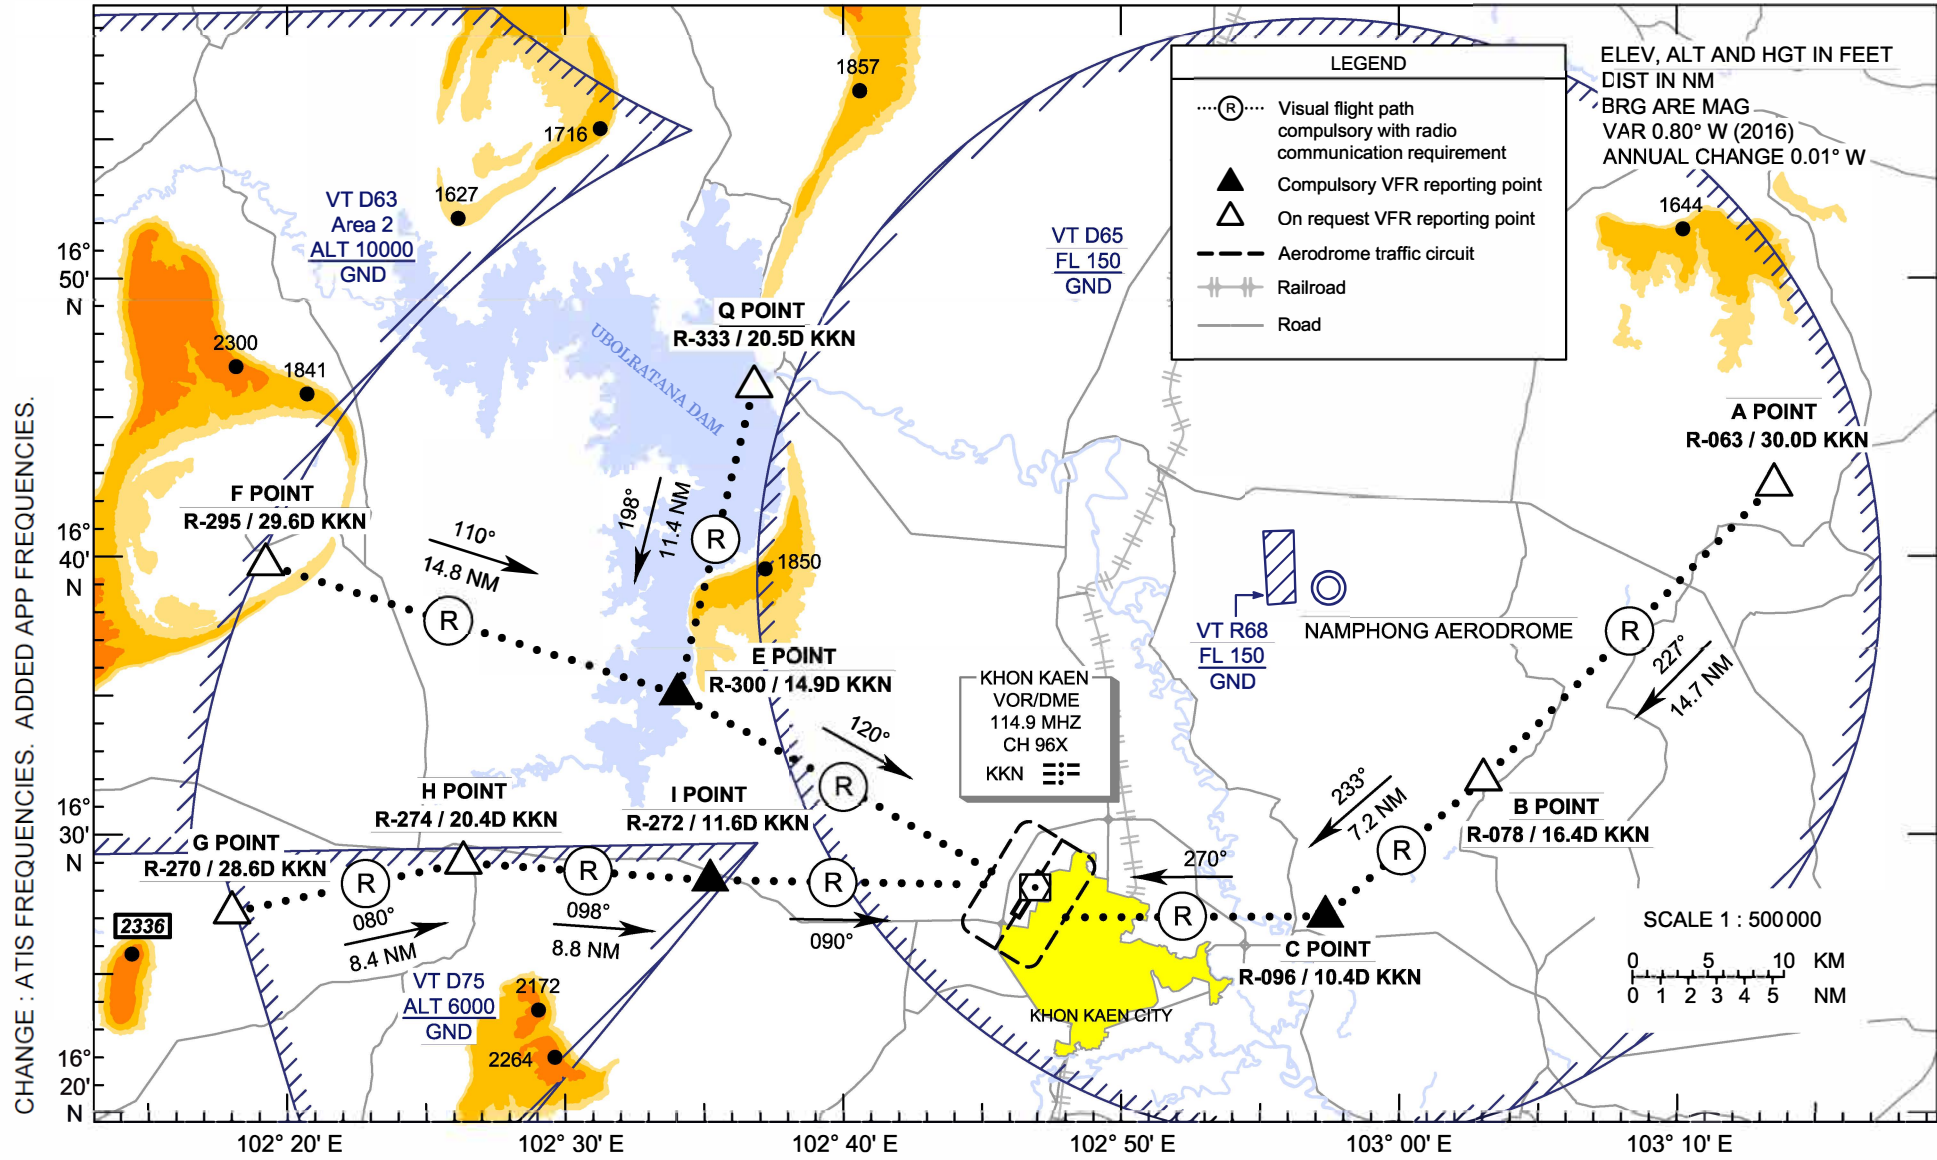 CHANGE : ATIS FREQUENCIES. ADDED APP FREQUENCIES.
ELEV, ALT AND HGT IN FEET
DIST IN NM
BRG ARE MAG
VAR 0.80° W (2016)
ANNUAL CHANGE 0.01° W
LEGEND
R
Visual flight path
compulsory with radio
communication requirement
Compulsory VFR reporting point
On request VFR reporting point
Aerodrome traffic circuit
Railroad
Road
1857
1716
1627
1644
VT D63
Area 2
ALT 10000
GND
VT D65
FL 150
GND
16°
50'
N
2300
1841
Q POINT
R-333 / 20.5D KKN
UBOLRATANA DAM
A POINT
R-063 / 30.0D KKN
F POINT
R-295 / 29.6D KKN
110°
14.8 NM
198°
11.4 NM
R
1850
16°
40'
N
R
VT R68
FL 150
GND
NAMPHONG AERODROME
R
227°
14.7 NM
E POINT
R-300 / 14.9D KKN
120°
R
KHON KAEN
VOR/DME
114.9 MHZ
CH 96X
KKN
233°
7.2 NM
B POINT
R-078 / 16.4D KKN
R
H POINT
R-274 / 20.4D KKN
I POINT
R-272 / 11.6D KKN
16°
30'
N
G POINT
R-270 / 28.6D KKN
R
R
R
080°
8.4 NM
098°
8.8 NM
090°
270°
R
C POINT
R-096 / 10.4D KKN
2336
VT D75
ALT 6000
GND
2172
2264
KHON KAEN CITY
SCALE 1 : 500 000
0 5 10 KM
0 1 2 3 4 5 NM
16°
20'
N
102° 20' E
102° 30' E
102° 40' E
102° 50' E
103° 00' E
103° 10' E